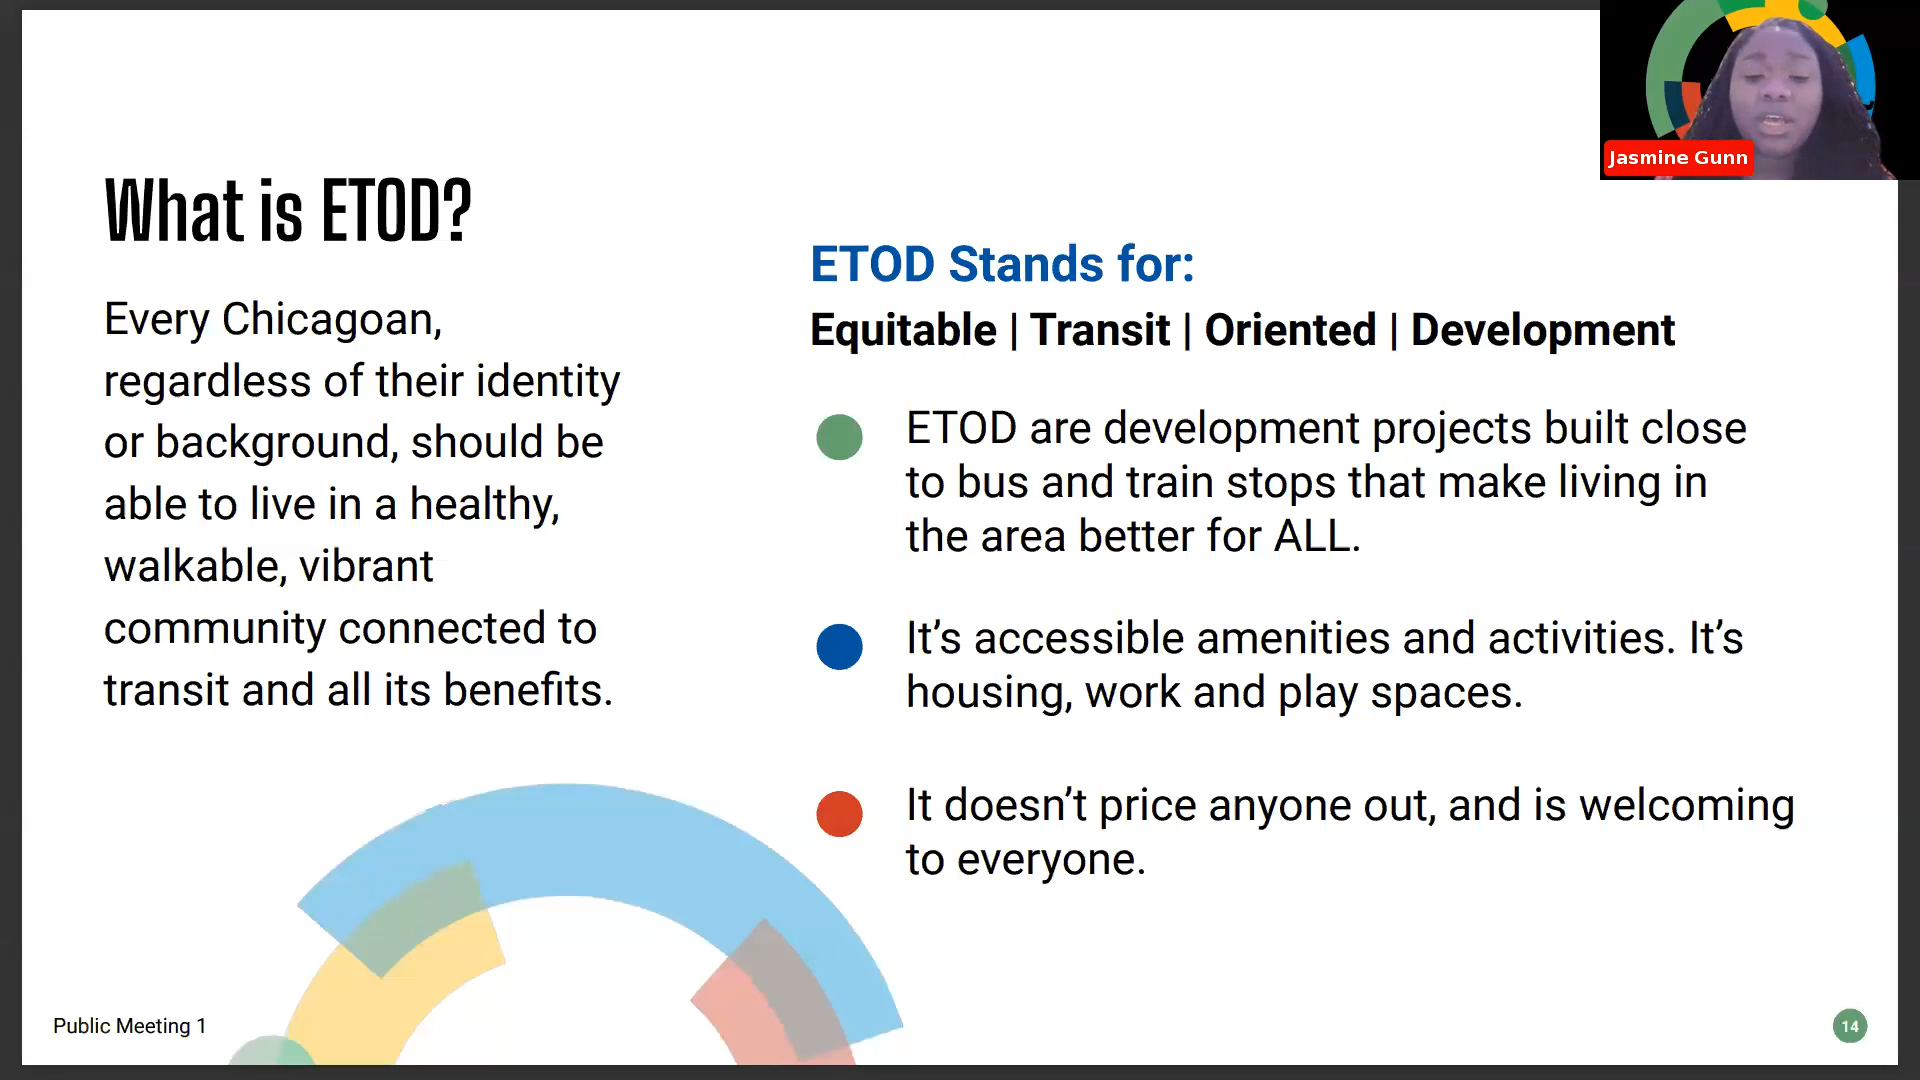 Jasmine Gunn
What is ETOD?
Every Chicagoan,
regardless of their identity
or background, should be
able to live in a healthy,
walkable, vibrant
community connected to
transit and all its benefits.
ETOD Stands for:
Equitable | Transit | Oriented | Development
ETOD are development projects built close
to bus and train stops that make living in
the area better for ALL.
It’s accessible amenities and activities. It’s
housing, work and play spaces.
It doesn’t price anyone out, and is welcoming
to everyone.
Public Meeting 1
14